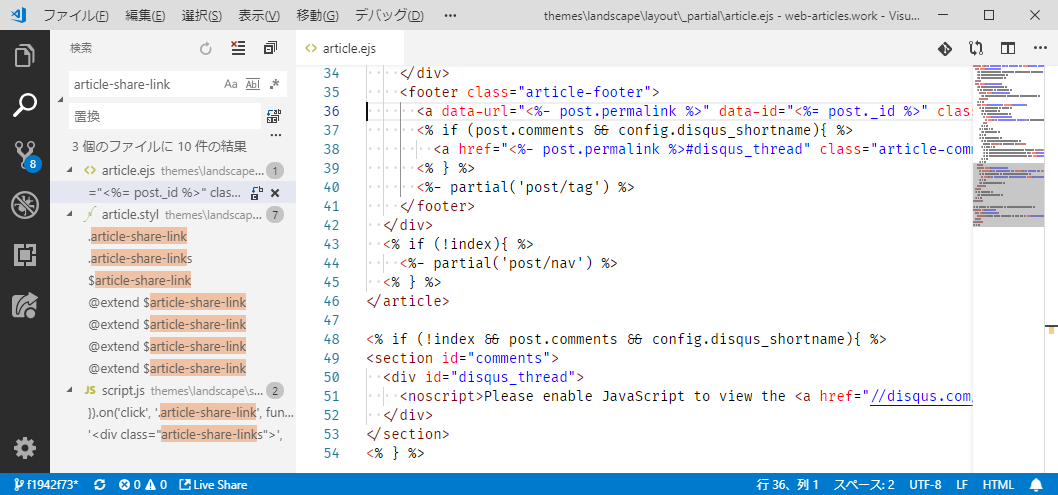 ファイル(F) 編集(E) 選択(S) 表示(V) 移動(G) デバッグ(D) ··· themes\landscape\layout\_partial\article.ejs - web-articles.work - Visu...
検索
article-share-link Aa Abl .*
置換
···
3 個のファイルに 10 件の結果
article.ejs themes\landscape... 1
="<%= post._id %>" clas...
article.styl themes\landscap... 7
.article-share-link
.article-share-links
$article-share-link
@extend $article-share-link
@extend $article-share-link
@extend $article-share-link
@extend $article-share-link
JS script.js themes\landscape\s... 2
}).on('click', '.article-share-link', fun...
'<div class="article-share-links">',
8
<> article.ejs
34 </div>
35 <footer class="article-footer">
36 <a data-url="<%- post.permalink %>" data-id="<%= post._id %>" clas
37 <% if (post.comments && config.disqus_shortname){ %>
38 <a href="<%- post.permalink %>#disqus_thread" class="article-com
39 <% } %>
40 <%- partial('post/tag') %>
41 </footer>
42 </div>
43 <% if (!index){ %>
44 <%- partial('post/nav') %>
45 <% } %>
46 </article>
47
48 <% if (!index && post.comments && config.disqus_shortname){ %>
49 <section id="comments">
50 <div id="disqus_thread">
51 <noscript>Please enable JavaScript to view the <a href="//disqus.com/
52 </div>
53 </section>
54 <% } %>
f1942f73* 0 0 Live Share 行 36、列 1 スペース: 2 UTF-8 LF HTML